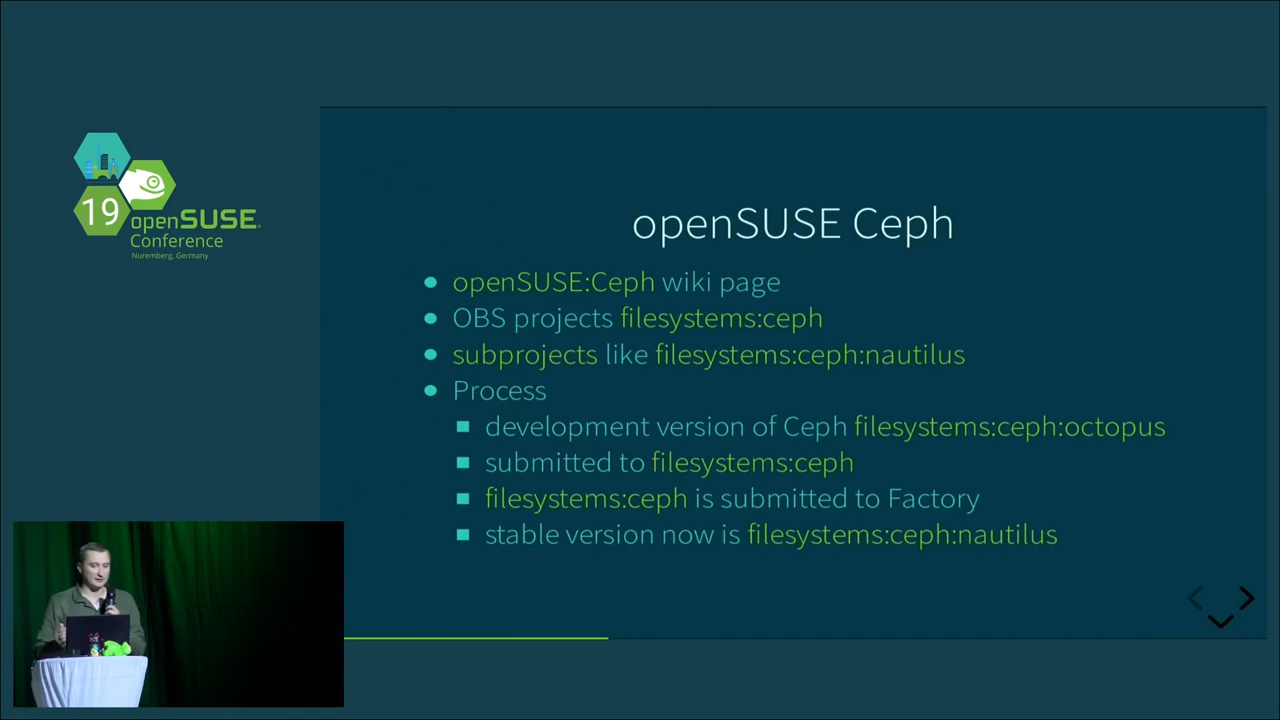 19
openSUSE
Conference
Nuremberg, Germany
openSUSE Ceph
openSUSE:Ceph wiki page
OBS projects filesystems:ceph
subprojects like filesystems:ceph:nautilus
Process
development version of Ceph filesystems:ceph:octopus
submitted to filesystems:ceph
filesystems:ceph is submitted to Factory
stable version now is filesystems:ceph:nautilus